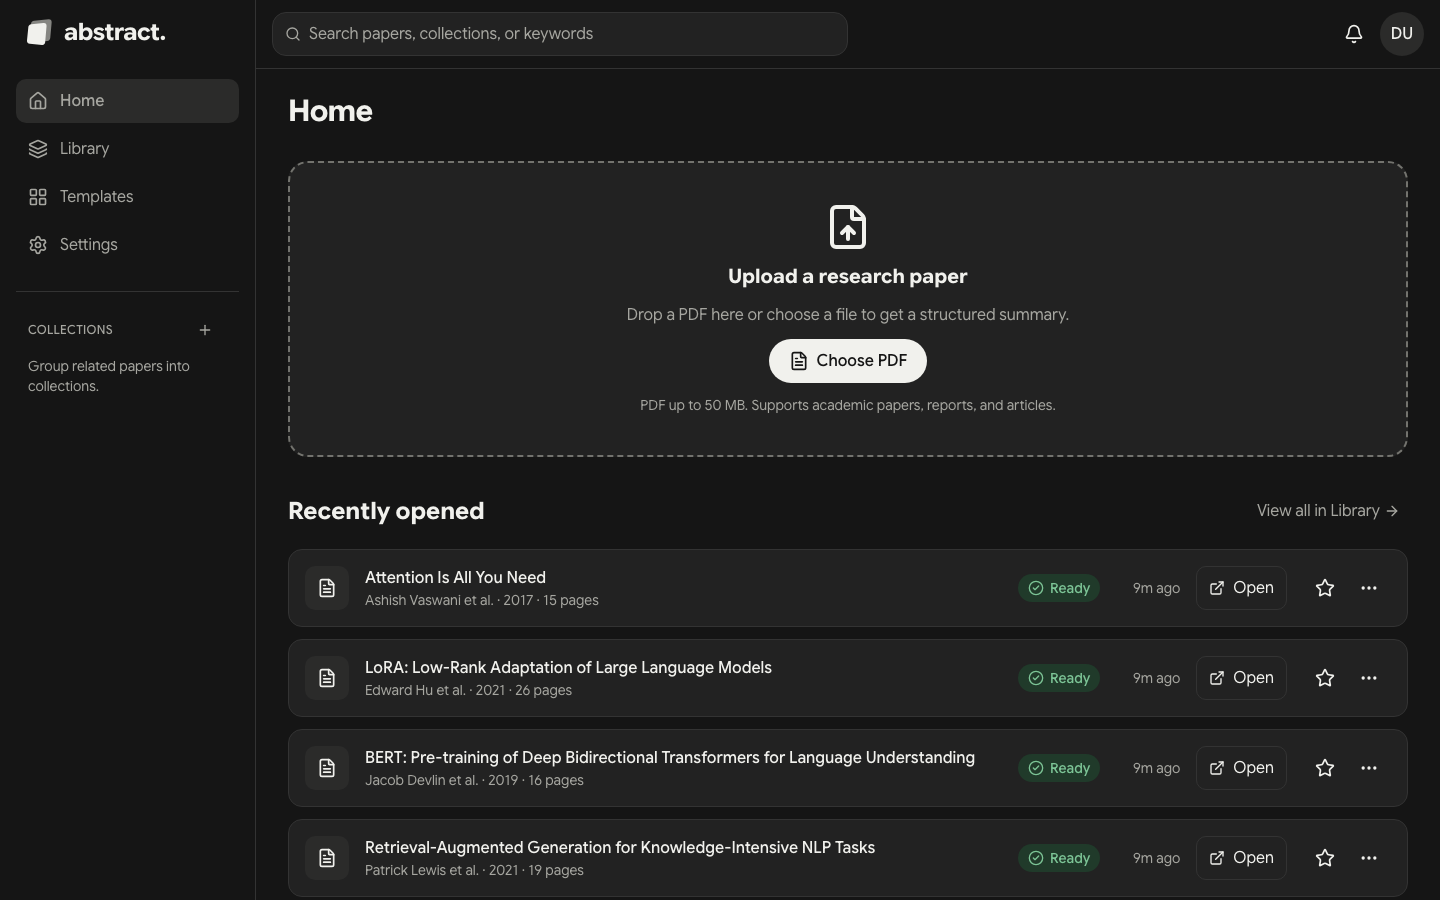 abstract.
Search papers, collections, or keywords
DU
Home
Library
Templates
Settings
COLLECTIONS
Group related papers into
collections.
Home
Upload a research paper
Drop a PDF here or choose a file to get a structured summary.
Choose PDF
PDF up to 50 MB. Supports academic papers, reports, and articles.
Recently opened
View all in Library →
Attention Is All You Need
Ashish Vaswani et al. · 2017 · 15 pages
Ready
9m ago
Open
LoRA: Low-Rank Adaptation of Large Language Models
Edward Hu et al. · 2021 · 26 pages
Ready
9m ago
Open
BERT: Pre-training of Deep Bidirectional Transformers for Language Understanding
Jacob Devlin et al. · 2019 · 16 pages
Ready
9m ago
Open
Retrieval-Augmented Generation for Knowledge-Intensive NLP Tasks
Patrick Lewis et al. · 2021 · 19 pages
Ready
9m ago
Open